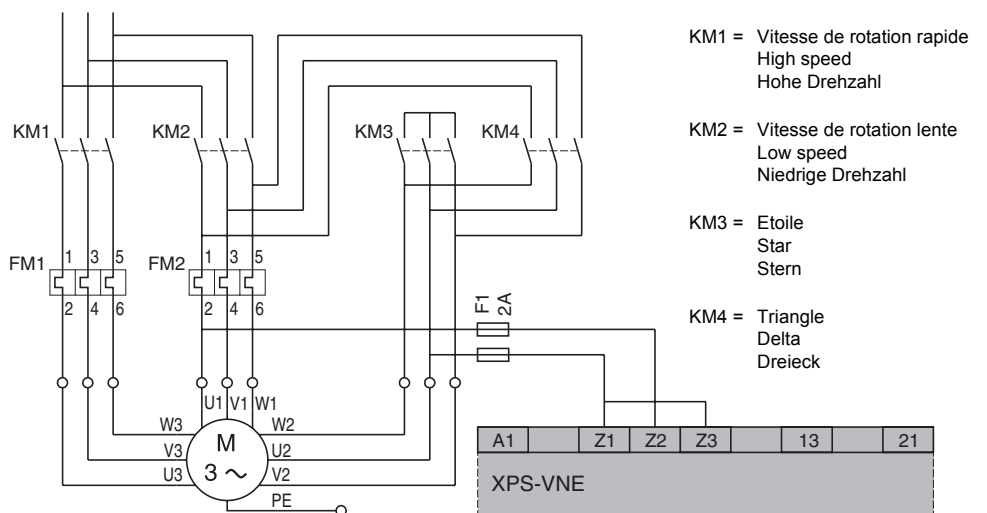 KM1 = Vitesse de rotation rapide
High speed
Hohe Drehzahl
KM1 KM2 KM3 KM4
KM2 = Vitesse de rotation lente
Low speed
Niedrige Drehzahl
KM3 = Etoile
Star
Stern
FM1 1 3 5 FM2 1 3 5
2 4 6 2 4 6
F1
2A
KM4 = Triangle
Delta
Dreieck
U1 V1 W1
W3 W2
M
V3 U2
3 ~
U3 V2
PE
A1 Z1 Z2 Z3 13 21
XPS-VNE